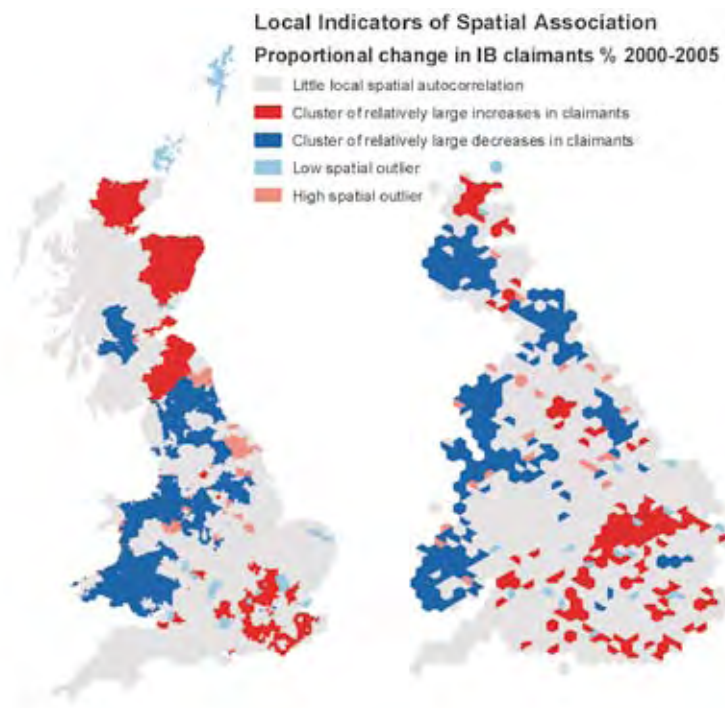 Local Indicators of Spatial Association
Proportional change in IB claimants % 2000-2005
Little local spatial autocorrelation
Cluster of relatively large increases in claimants
Cluster of relatively large decreases in claimants
Low spatial outlier
High spatial outlier